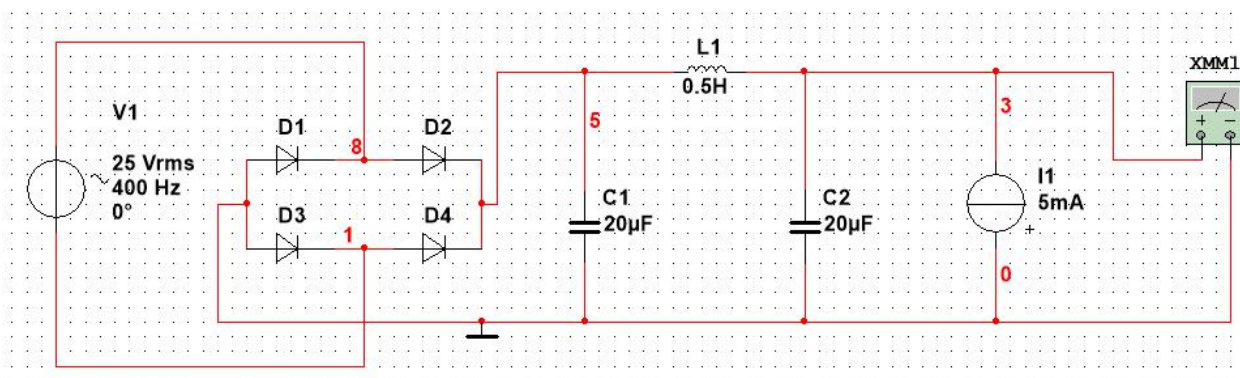 L1
0.5H
XMM1
V1
25 Vrms
400 Hz
0°
D1
D2
8
5
3
D3
D4
1
C1
20µF
C2
20µF
I1
5mA
0
+
+ -